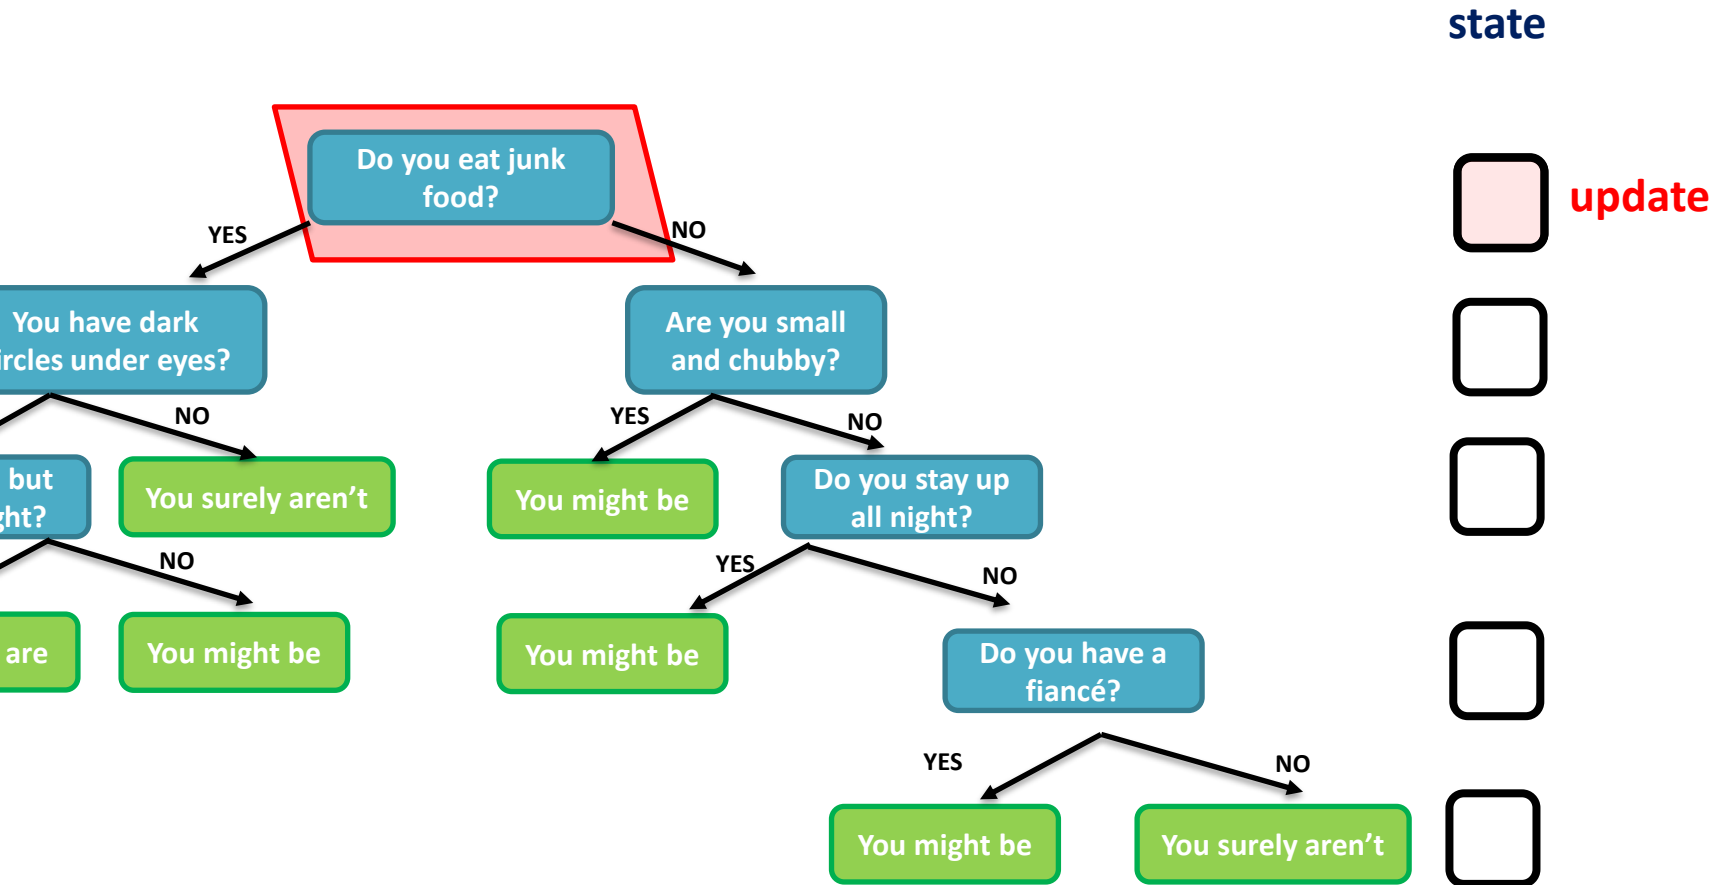 state
Do you eat junk
food?
update
YES
NO
You have dark
ircles under eyes?
Are you small
and chubby?
NO
YES
NO
but
ght?
You surely aren't
You might be
Do you stay up
all night?
NO
YES
NO
are
You might be
You might be
Do you have a
fiancé?
YES
NO
You might be
You surely aren't